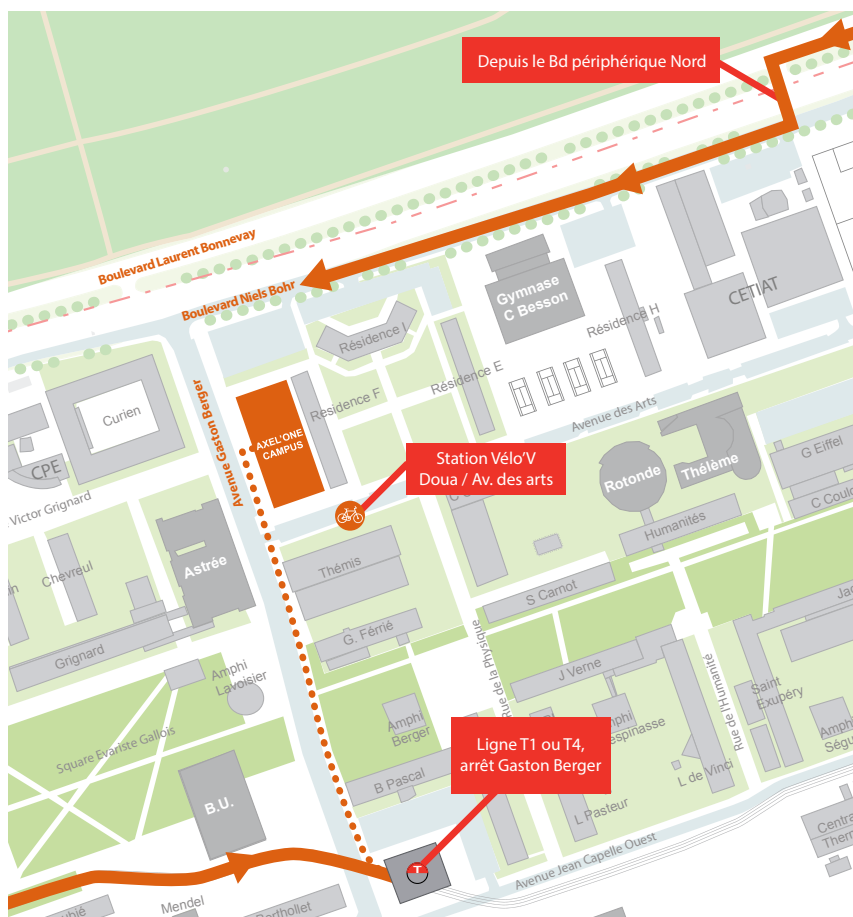 Depuis le Bd périphérique Nord
Boulevard Laurent Bonnevay
Boulevard Niels Bohr
Gymnase
C Besson
CETIAT
Résidence I
Résidence H
Résidence E
Résidence F
Curien
CPE
Avenue Gaston Berger
AXEL'ONE
CAMPUS
Avenue des Arts
Station Vélo'V
Doua / Av. des arts
Rotonde
Thélème
G Eiffel
Victor Grignard
Humanités
Astrée
Chevreul
Thémis
S Carnot
G. Férrié
Grignard
Amphi
Lavoisier
Rue de la Physique
J Verne
Rue de l'Humanité
Saint
Exupéry
Square Evariste Gallois
Amphi
Berger
Ligne T1 ou T4,
arrêt Gaston Berger
B Pascal
L de Vinci
B.U.
L Pasteur
Avenue Jean Capelle Ouest
T
Mendel